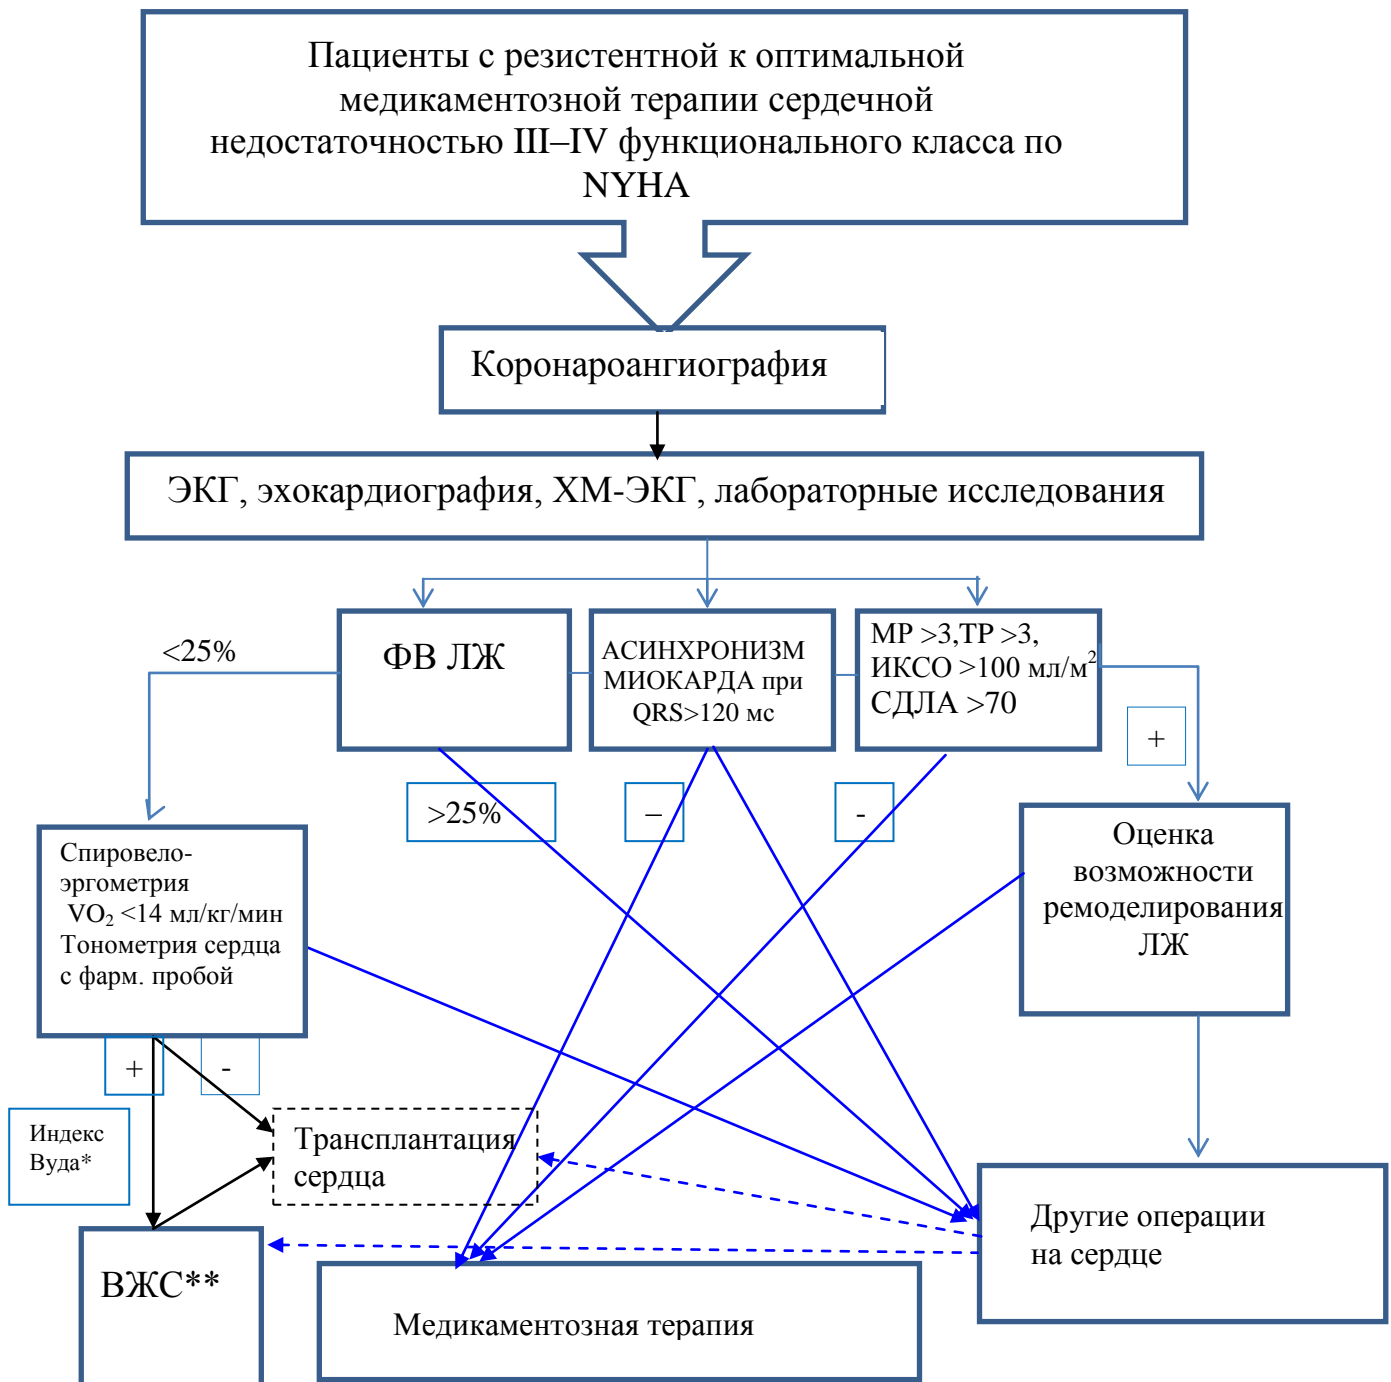 Пациенты с резистентной к оптимальной
медикаментозной терапии сердечной
недостаточностью III–IV функционального класса по
NYHA
Коронароангиография
ЭКГ, эхокардиография, ХМ-ЭКГ, лабораторные исследования
<25%
ФВ ЛЖ
АСИНХРОНИЗМ
МИОКАРДА при
QRS>120 мс
МР >3,ТР >3,
ИКСО >100 мл/м²
СДЛА >70
+
>25%
–
-
Спировело-
эргометрия
VO₂ <14 мл/кг/мин
Тонометрия сердца
с фарм. пробой
Оценка
возможности
ремоделирования
ЛЖ
+
-
Индекс
Вуда*
Трансплантация
сердца
ВЖС**
Медикаментозная терапия
Другие операции
на сердце